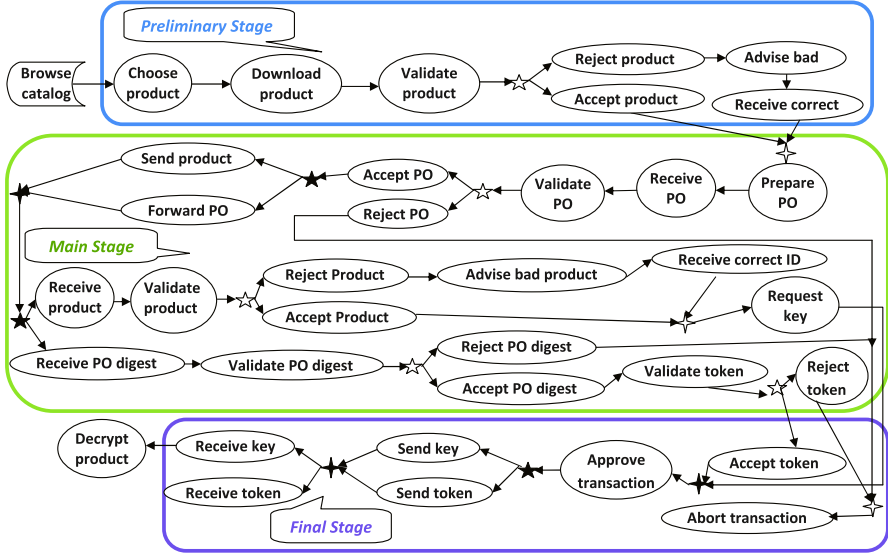 Preliminary Stage
Browse
catalog
Choose
product
Download
product
Validate
product
Reject product
Advise bad
Accept product
Receive correct
Send product
Accept PO
Validate
PO
Receive
PO
Prepare
PO
Forward PO
Reject PO
Main Stage
Receive
product
Validate
product
Reject Product
Advise bad product
Receive correct ID
Accept Product
Request
key
Receive PO digest
Validate PO digest
Reject PO digest
Accept PO digest
Validate token
Reject
token
Decrypt
product
Receive key
Send key
Approve
transaction
Accept token
Receive token
Send token
Abort transaction
Final Stage